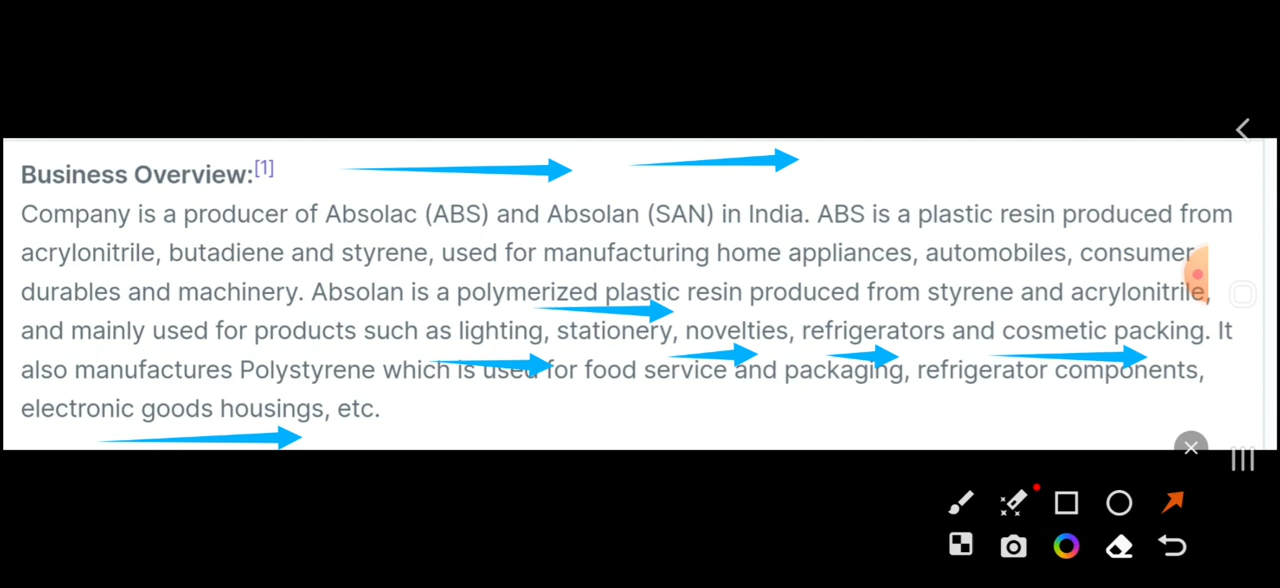 Business Overview:[1]
Company is a producer of Absolac (ABS) and Absolan (SAN) in India. ABS is a plastic resin produced from
acrylonitrile, butadiene and styrene, used for manufacturing home appliances, automobiles, consumer
durables and machinery. Absolan is a polymerized plastic resin produced from styrene and acrylonitrile,
and mainly used for products such as lighting, stationery, novelties, refrigerators and cosmetic packing. It
also manufactures Polystyrene which is used for food service and packaging, refrigerator components,
electronic goods housings, etc.